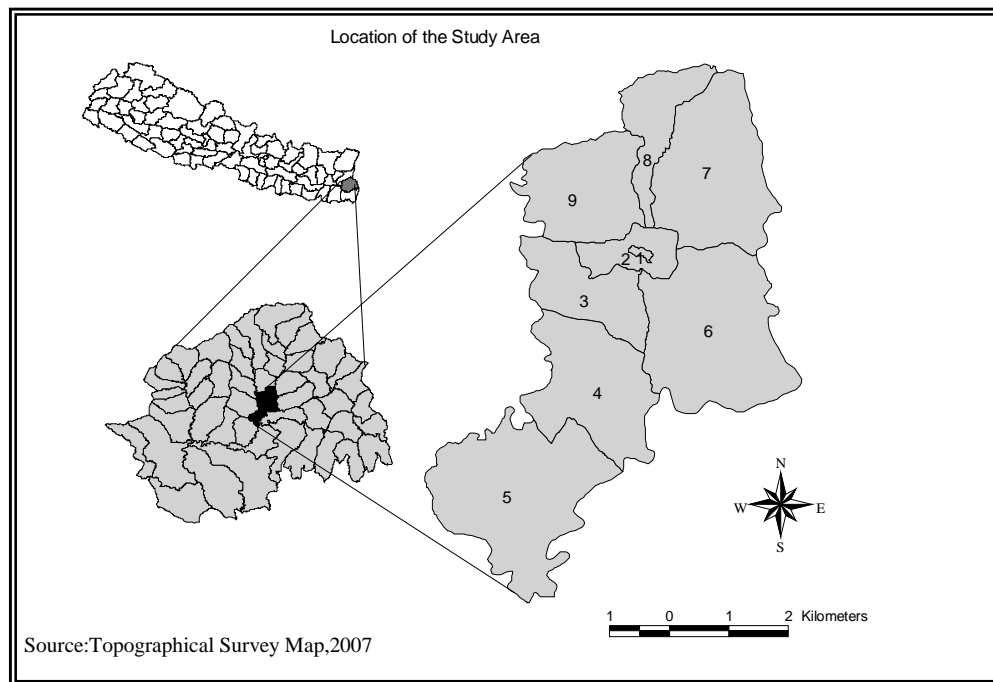 Location of the Study Area
8
7
9
2 1
3
6
4
5
N
W E
S
1 0 1 2 Kilometers
Source:Topographical Survey Map,2007